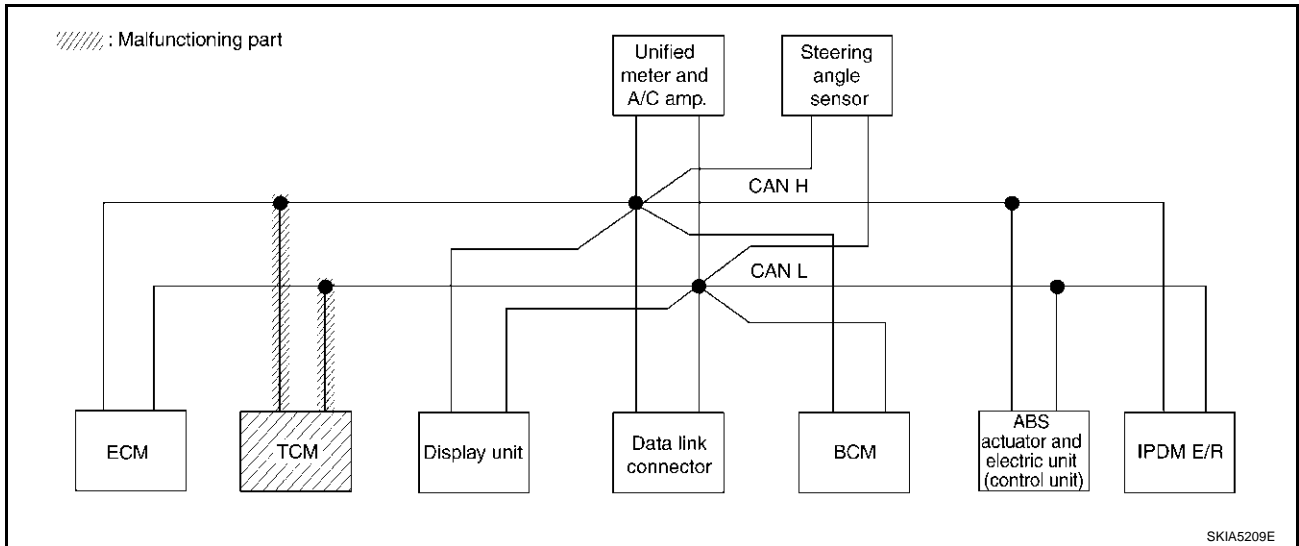 : Malfunctioning part
Unified
meter and
A/C amp.
Steering
angle
sensor
CAN H
CAN L
ECM
TCM
Display unit
Data link
connector
BCM
ABS
actuator and
electric unit
(control unit)
IPDM E/R
SKIA5209E